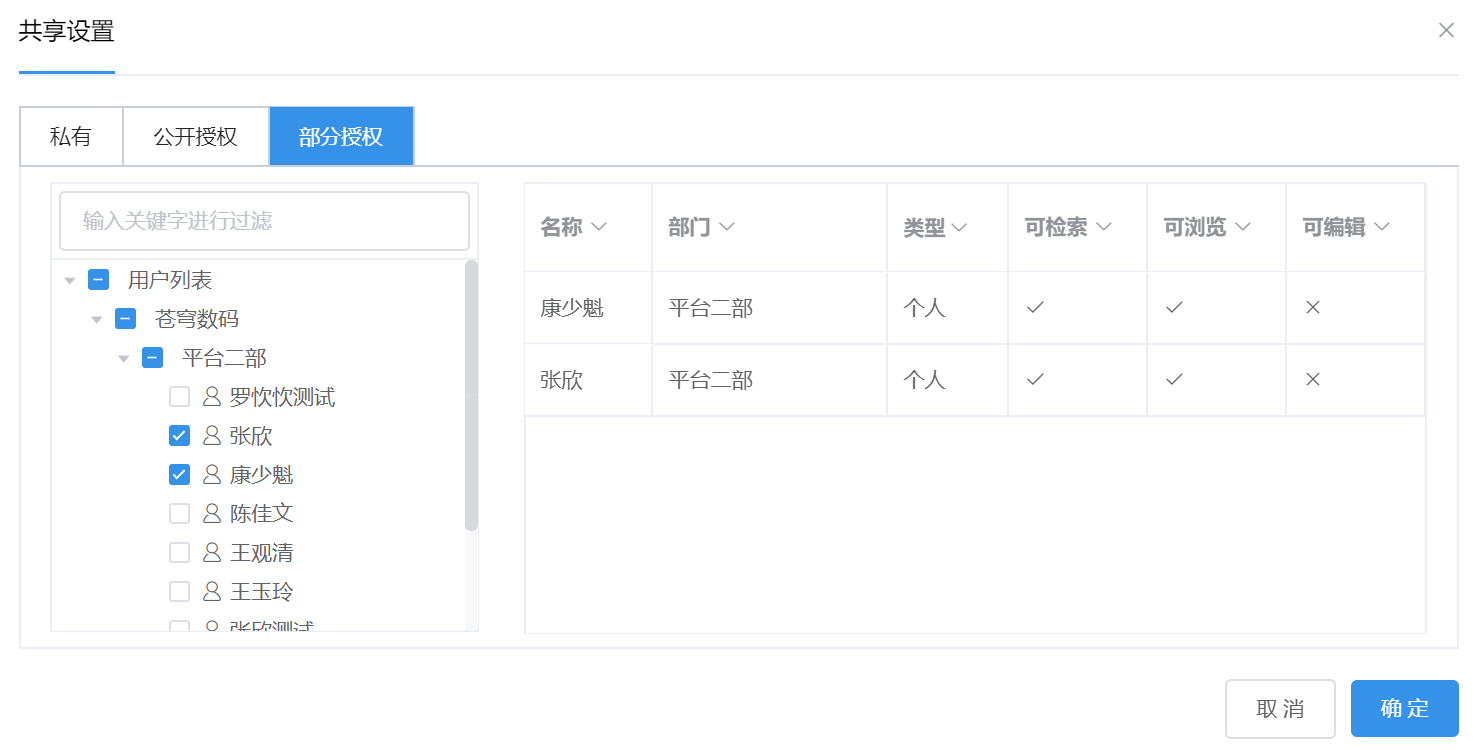 共享设置
私有 公开授权 部分授权
输入关键字进行过滤
用户列表
苍穹数码
平台二部
罗忺忺测试
张欣
康少魁
陈佳文
王观清
王玉玲
张欣测试
名称 部门 类型 可检索 可浏览 可编辑
康少魁 平台二部 个人
张欣 平台二部 个人
取消 确定